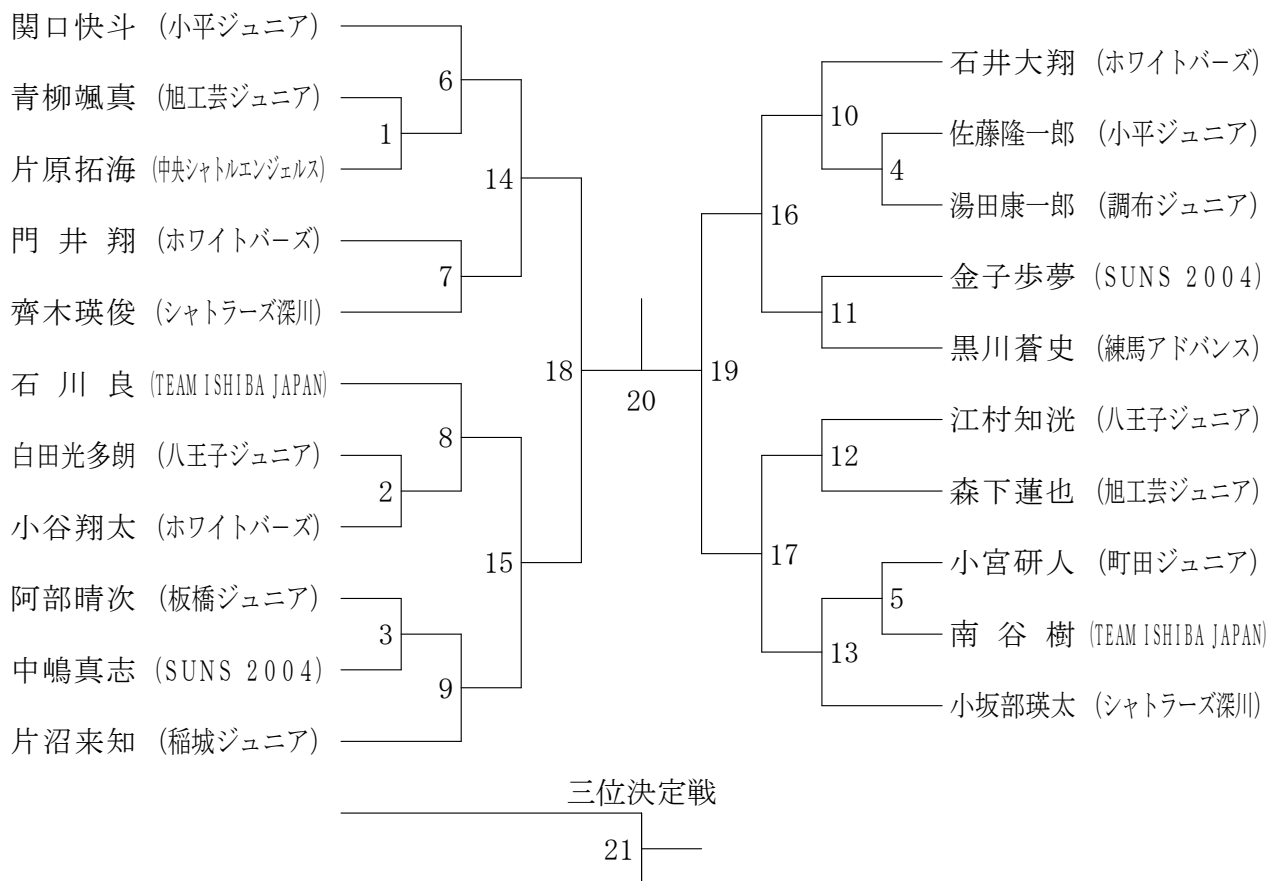 関口快斗 (小平ジュニア)
青柳颯真 (旭工芸ジュニア)
片原拓海 (中央シャトルエンジェルス)
門井翔 (ホワイトバーズ)
齊木瑛俊 (シャトラーズ深川)
石川良 (TEAM ISHIBA JAPAN)
白田光多朗 (八王子ジュニア)
小谷翔太 (ホワイトバーズ)
阿部晴次 (板橋ジュニア)
中嶋真志 (SUNS 2004)
片沼来知 (稲城ジュニア)
1
2
3
6
7
8
9
14
15
18
20
19
16
17
10
11
12
13
4
5
石井大翔 (ホワイトバーズ)
佐藤隆一郎 (小平ジュニア)
湯田康一郎 (調布ジュニア)
金子歩夢 (SUNS 2004)
黒川蒼史 (練馬アドバンス)
江村知洸 (八王子ジュニア)
森下蓮也 (旭工芸ジュニア)
小宮研人 (町田ジュニア)
南谷樹 (TEAM ISHIBA JAPAN)
小坂部瑛太 (シャトラーズ深川)
三位決定戦
21